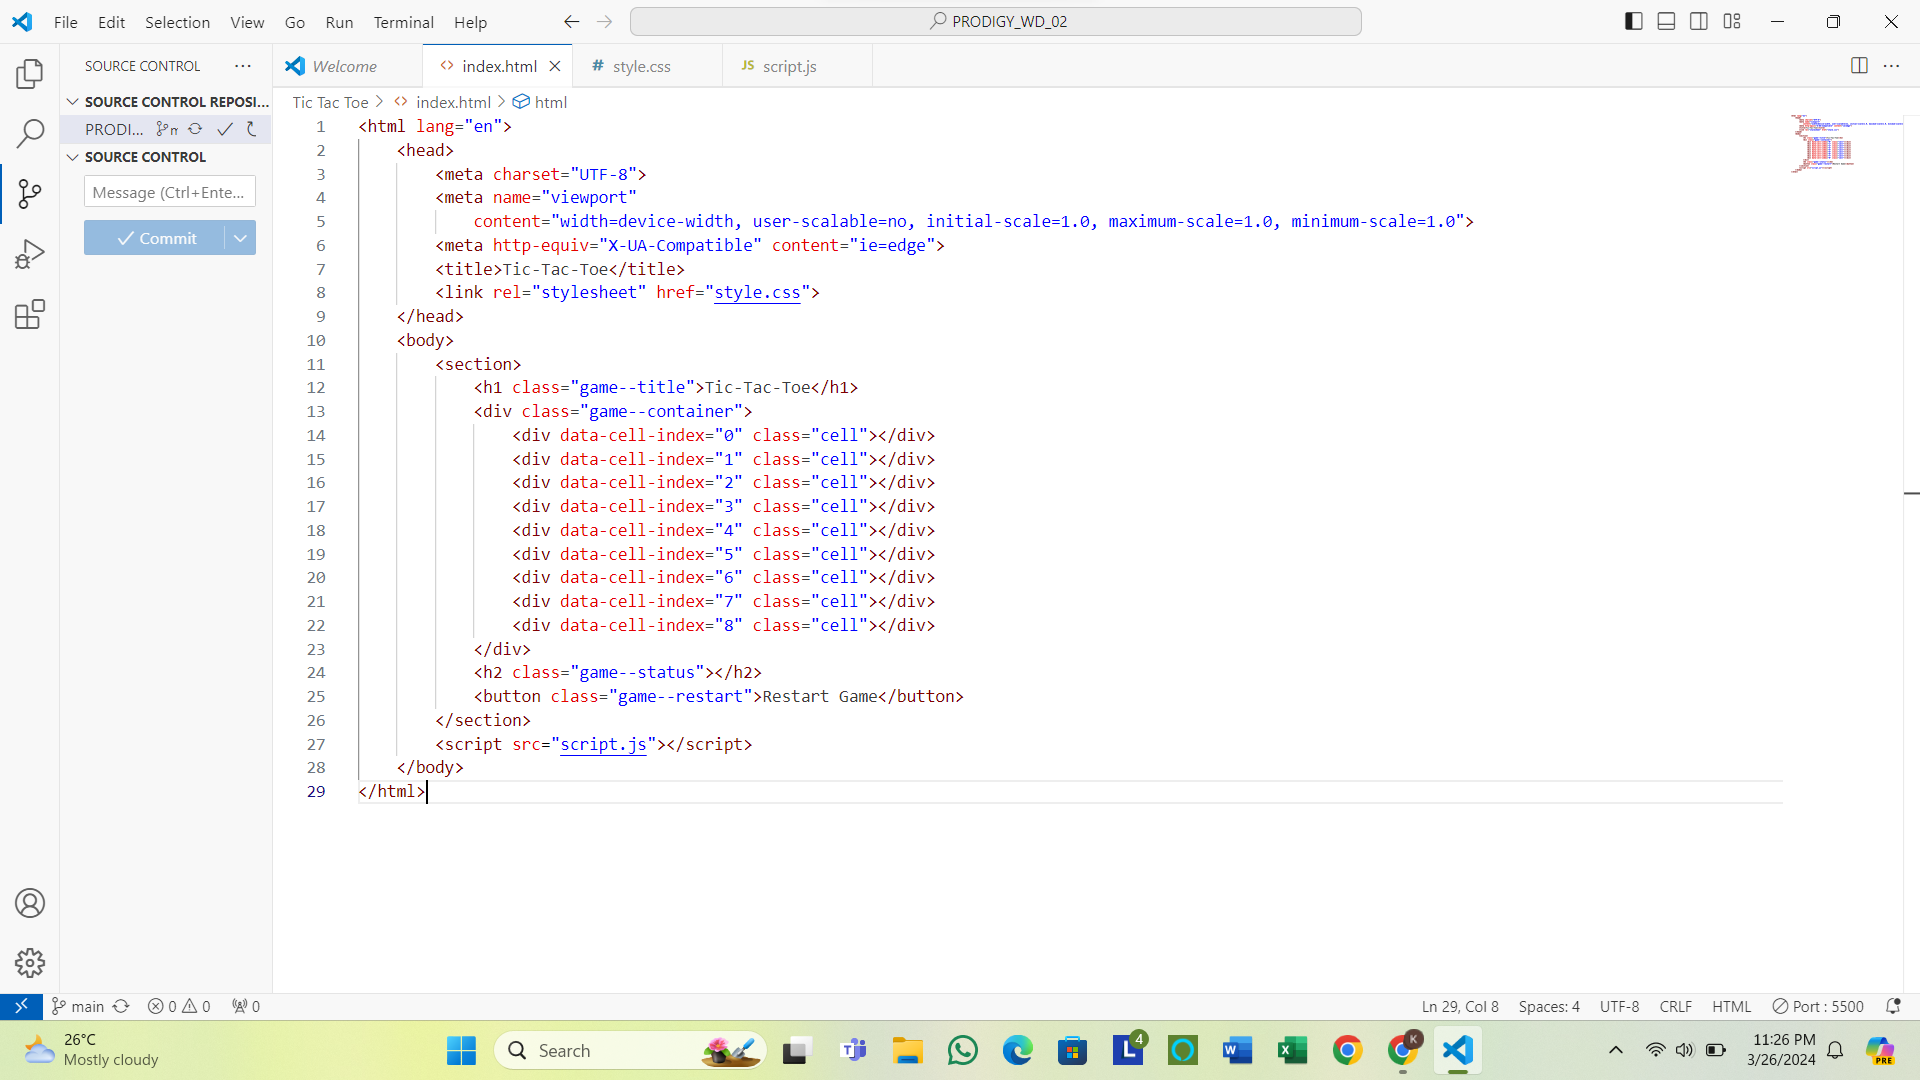 File Edit Selection View Go Run Terminal Help
PRODIGY_WD_02
SOURCE CONTROL
Welcome
index.html
style.css
JS script.js
SOURCE CONTROL REPOSI...
Tic Tac Toe > index.html > html
PRODI...
SOURCE CONTROL
Message (Ctrl+Ente...
Commit
1 <html lang="en">
2 <head>
3 <meta charset="UTF-8">
4 <meta name="viewport"
5 content="width=device-width, user-scalable=no, initial-scale=1.0, maximum-scale=1.0, minimum-scale=1.0">
6 <meta http-equiv="X-UA-Compatible" content="ie=edge">
7 <title>Tic-Tac-Toe</title>
8 <link rel="stylesheet" href="style.css">
9 </head>
10 <body>
11 <section>
12 <h1 class="game--title">Tic-Tac-Toe</h1>
13 <div class="game--container">
14 <div data-cell-index="0" class="cell"></div>
15 <div data-cell-index="1" class="cell"></div>
16 <div data-cell-index="2" class="cell"></div>
17 <div data-cell-index="3" class="cell"></div>
18 <div data-cell-index="4" class="cell"></div>
19 <div data-cell-index="5" class="cell"></div>
20 <div data-cell-index="6" class="cell"></div>
21 <div data-cell-index="7" class="cell"></div>
22 <div data-cell-index="8" class="cell"></div>
23 </div>
24 <h2 class="game--status"></h2>
25 <button class="game--restart">Restart Game</button>
26 </section>
27 <script src="script.js"></script>
28 </body>
29 </html>
main 0 0 0
Ln 29, Col 8 Spaces: 4 UTF-8 CRLF HTML Port : 5500
26°C
Mostly cloudy
Search
4
K
11:26 PM
3/26/2024
PRE